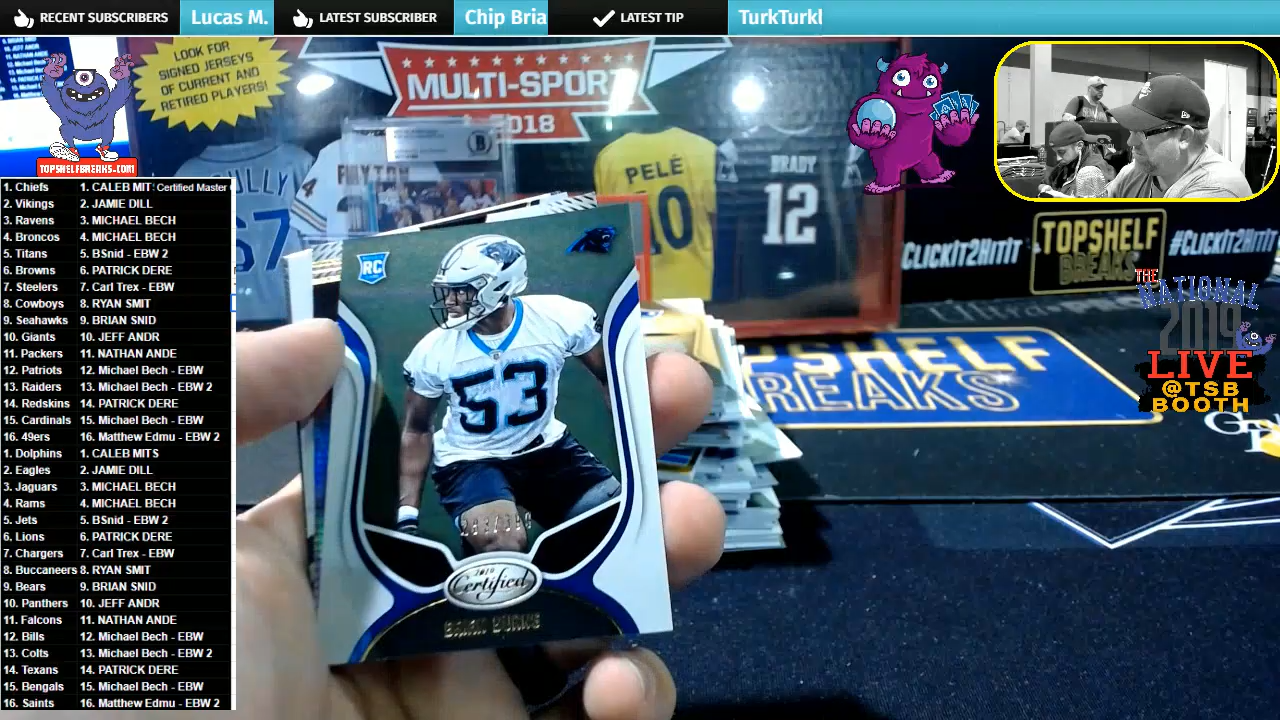 RECENT SUBSCRIBERS
Lucas M.
LATEST SUBSCRIBER
Chip Bria
LATEST TIP
TurkTurkl
LOOK FOR
SIGNED JERSEYS
OF CURRENT AND
RETIRED PLAYERS!
MULTI-SPORT
2018
TOPSHELFBREAKS.COM
PELÉ
10
BRADY
12
67
#CLICKIT2HITIT
TOPSHELF
BREAKS
#CLICKIT2HITIT
THE
NATIONAL
2019
LIVE
@TSB
BOOTH
TOPSHELF
BREAKS
RC
53
2020
Certified
BRIAN BURNS
1. Chiefs 1. CALEB MIT: Certified Master
2. Vikings 2. JAMIE DILL
3. Ravens 3. MICHAEL BECH
4. Broncos 4. MICHAEL BECH
5. Titans 5. BSnid - EBW 2
6. Browns 6. PATRICK DERE
7. Steelers 7. Carl Trex - EBW
8. Cowboys 8. RYAN SMIT
9. Seahawks 9. BRIAN SNID
10. Giants 10. JEFF ANDR
11. Packers 11. NATHAN ANDE
12. Patriots 12. Michael Bech - EBW
13. Raiders 13. Michael Bech - EBW 2
14. Redskins 14. PATRICK DERE
15. Cardinals 15. Michael Bech - EBW
16. 49ers 16. Matthew Edmu - EBW 2
1. Dolphins 1. CALEB MITS
2. Eagles 2. JAMIE DILL
3. Jaguars 3. MICHAEL BECH
4. Rams 4. MICHAEL BECH
5. Jets 5. BSnid - EBW 2
6. Lions 6. PATRICK DERE
7. Chargers 7. Carl Trex - EBW
8. Buccaneers 8. RYAN SMIT
9. Bears 9. BRIAN SNID
10. Panthers 10. JEFF ANDR
11. Falcons 11. NATHAN ANDE
12. Bills 12. Michael Bech - EBW
13. Colts 13. Michael Bech - EBW 2
14. Texans 14. PATRICK DERE
15. Bengals 15. Michael Bech - EBW
16. Saints 16. Matthew Edmu - EBW 2